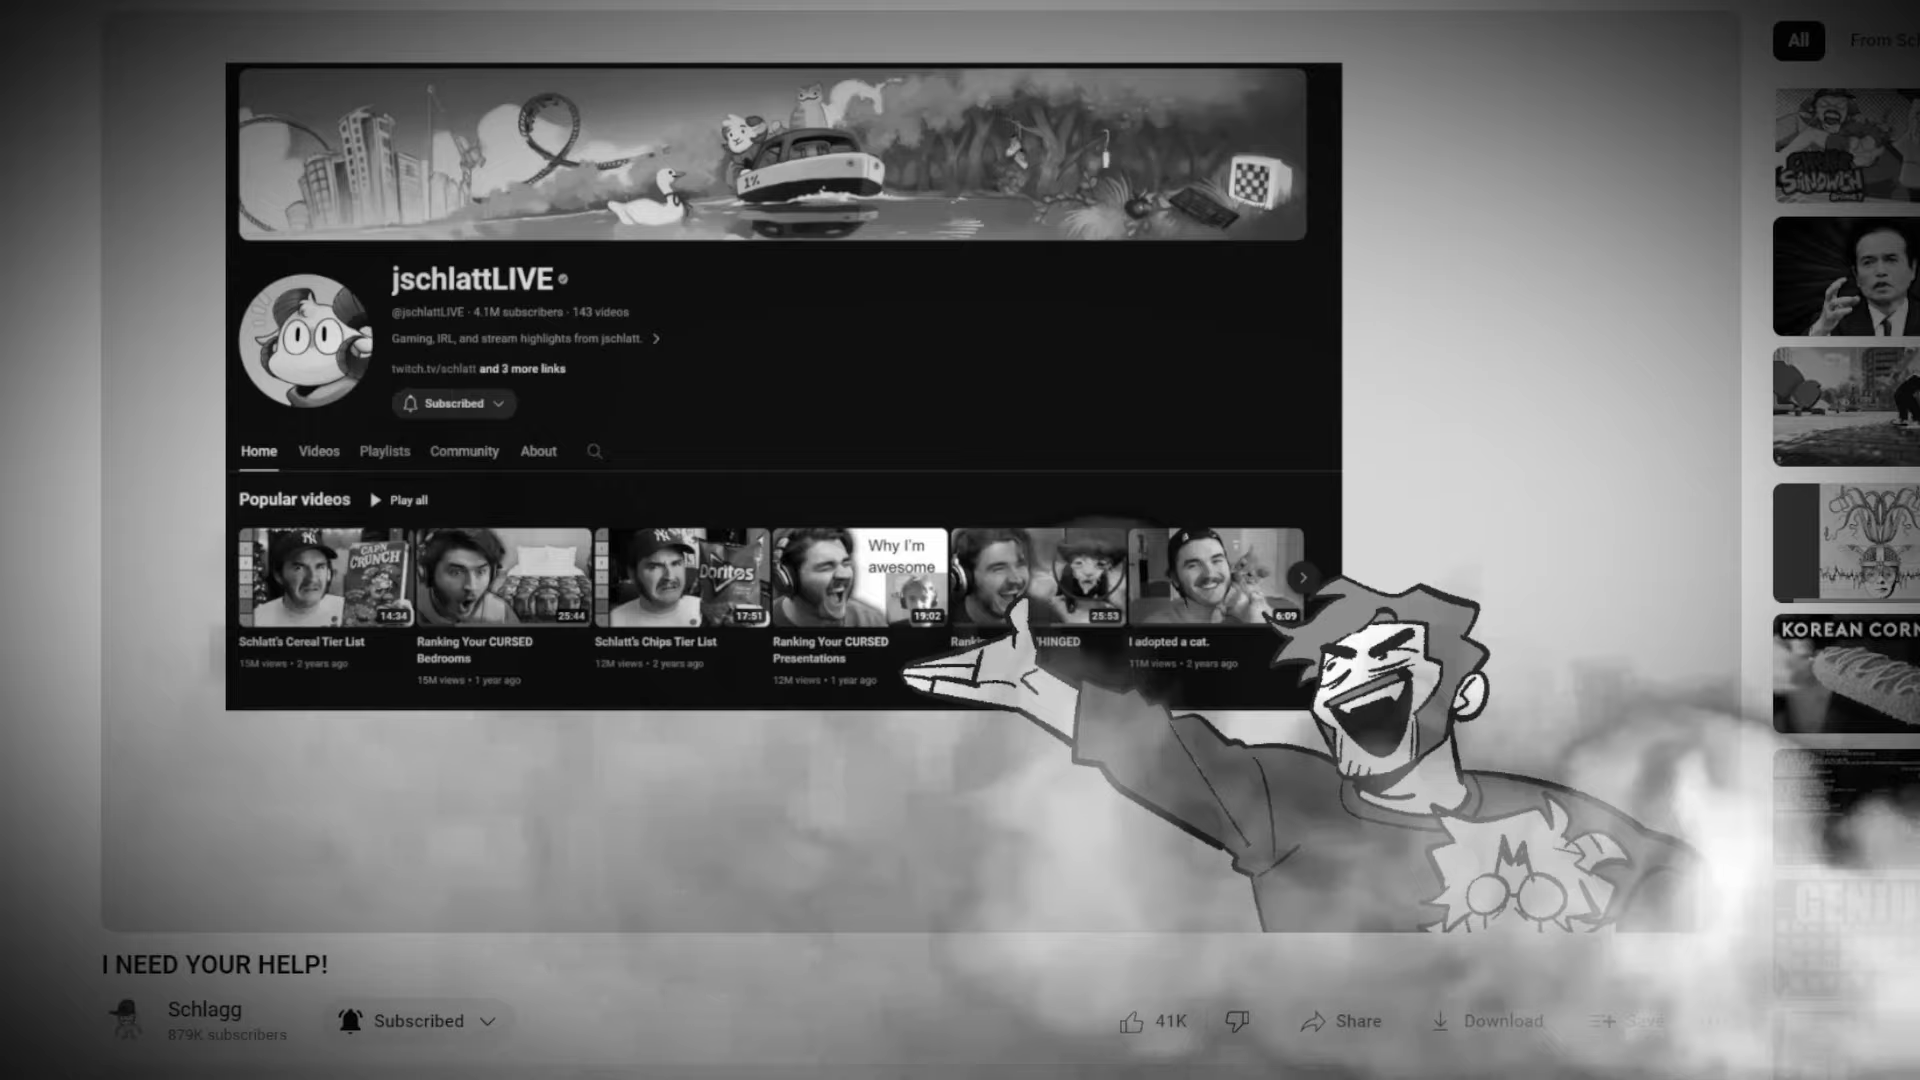 1%
jschlattLIVE
@jschlattLIVE · 4.1M subscribers · 143 videos
Gaming, IRL, and stream highlights from jschlatt.
twitch.tv/schlatt and 3 more links
Subscribed
Home Videos Playlists Community About
Popular videos Play all
CAP'N CRUNCH
14:34
25:44
Doritos
17:51
Why I'm
awesome
19:02
25:53
6:09
Schlatt's Cereal Tier List
15M views • 2 years ago
Ranking Your CURSED
Bedrooms
15M views • 1 year ago
Schlatt's Chips Tier List
12M views • 2 years ago
Ranking Your CURSED
Presentations
12M views • 1 year ago
I adopted a cat.
11M views • 2 years ago
I NEED YOUR HELP!
Schlagg
879K subscribers
Subscribed
41K
Share
Download
Save
All
From
SANDWICH
KOREAN CORN